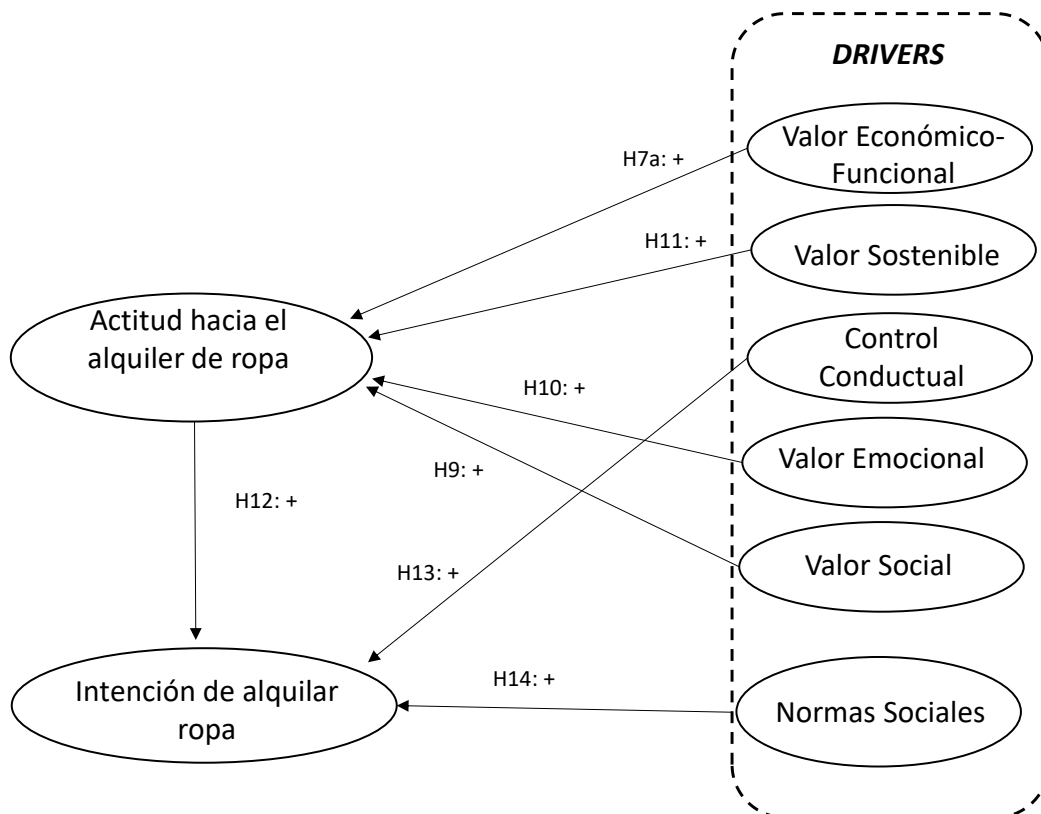 DRIVERS
Valor Económico-
Funcional
H7a: +
H11: +
Valor Sostenible
Actitud hacia el
alquiler de ropa
Control
Conductual
H10: +
Valor Emocional
H9: +
H12: +
Valor Social
H13: +
H14: +
Intención de alquilar
ropa
Normas Sociales